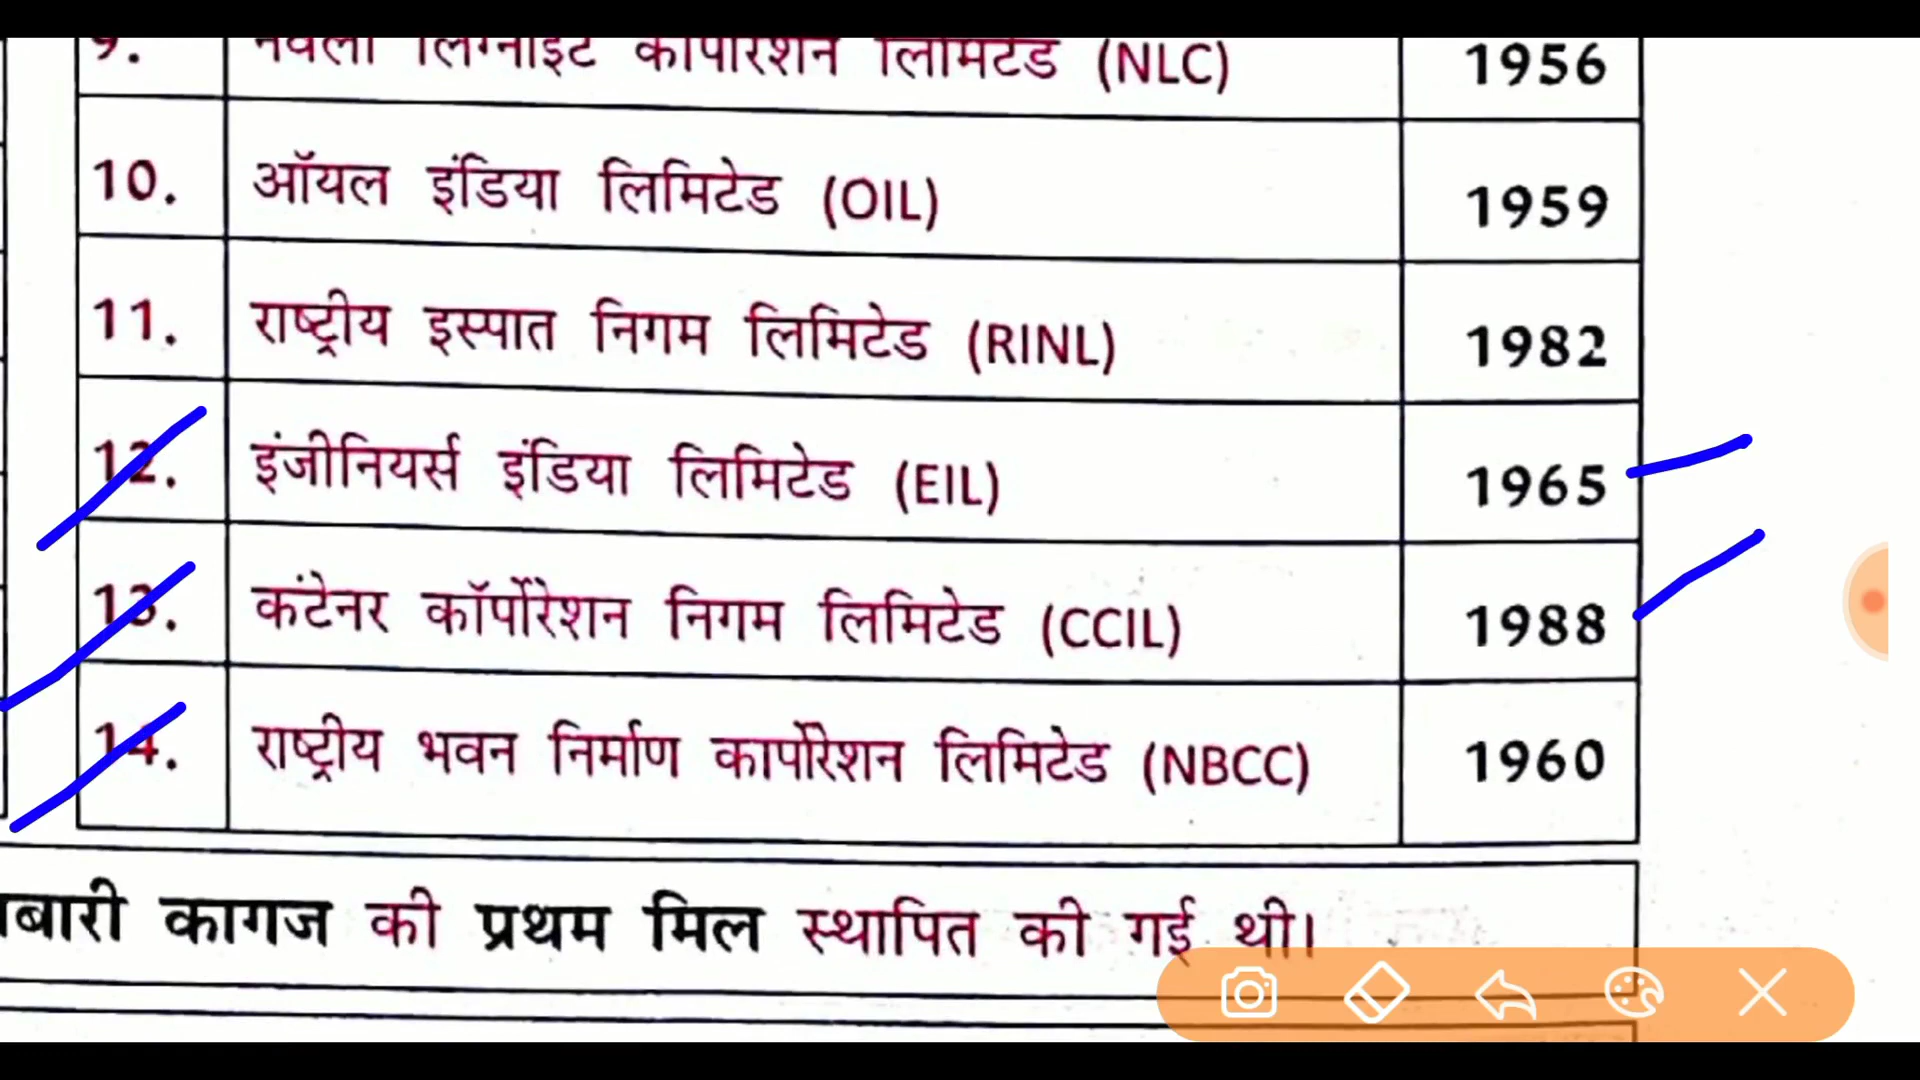 9. नेवेली लिग्नाइट कॉर्पोरेशन लिमिटेड (NLC) 1956
10. ऑयल इंडिया लिमिटेड (OIL) 1959
11. राष्ट्रीय इस्पात निगम लिमिटेड (RINL) 1982
12. इंजीनियर्स इंडिया लिमिटेड (EIL) 1965
13. कंटेनर कॉर्पोरेशन निगम लिमिटेड (CCIL) 1988
14. राष्ट्रीय भवन निर्माण कार्पोरेशन लिमिटेड (NBCC) 1960
कागज की प्रथम मिल स्थापित की गई थी।